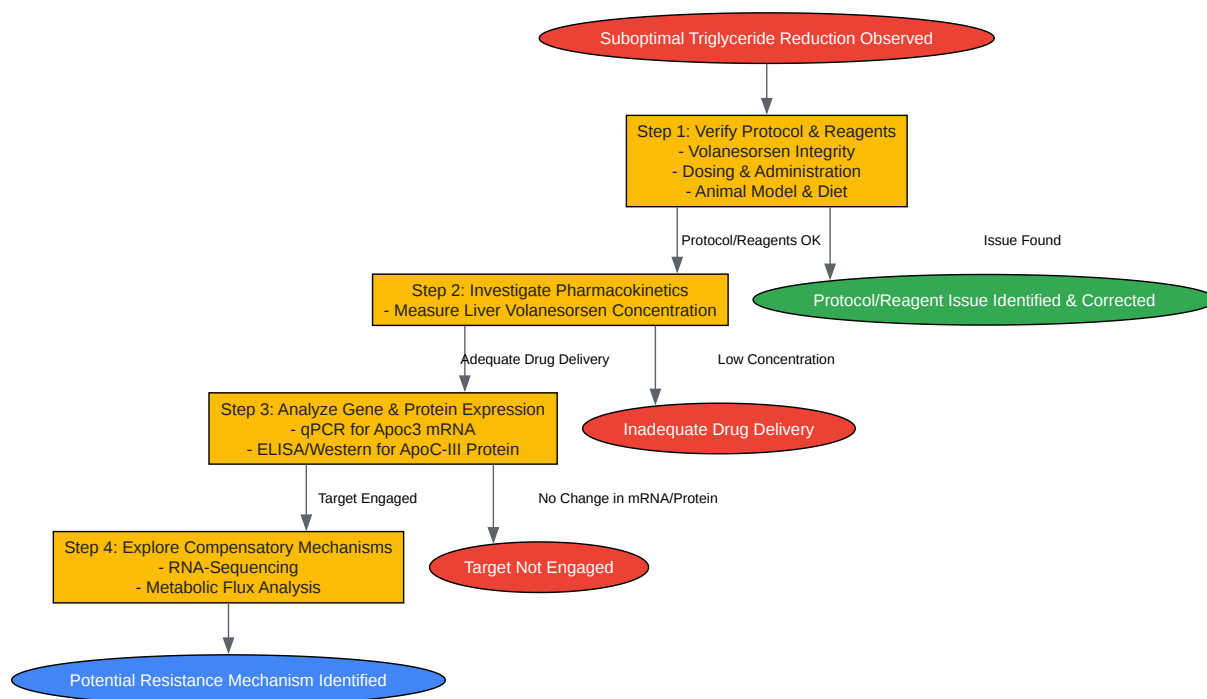 Suboptimal Triglyceride Reduction Observed
Step 1: Verify Protocol & Reagents
- Volanesorsen Integrity
- Dosing & Administration
- Animal Model & Diet
Protocol/Reagents OK
Issue Found
Step 2: Investigate Pharmacokinetics
- Measure Liver Volanesorsen Concentration
Protocol/Reagent Issue Identified & Corrected
Adequate Drug Delivery
Low Concentration
Step 3: Analyze Gene & Protein Expression
- qPCR for Apoc3 mRNA
- ELISA/Western for ApoC-III Protein
Inadequate Drug Delivery
Target Engaged
No Change in mRNA/Protein
Step 4: Explore Compensatory Mechanisms
- RNA-Sequencing
- Metabolic Flux Analysis
Target Not Engaged
Potential Resistance Mechanism Identified